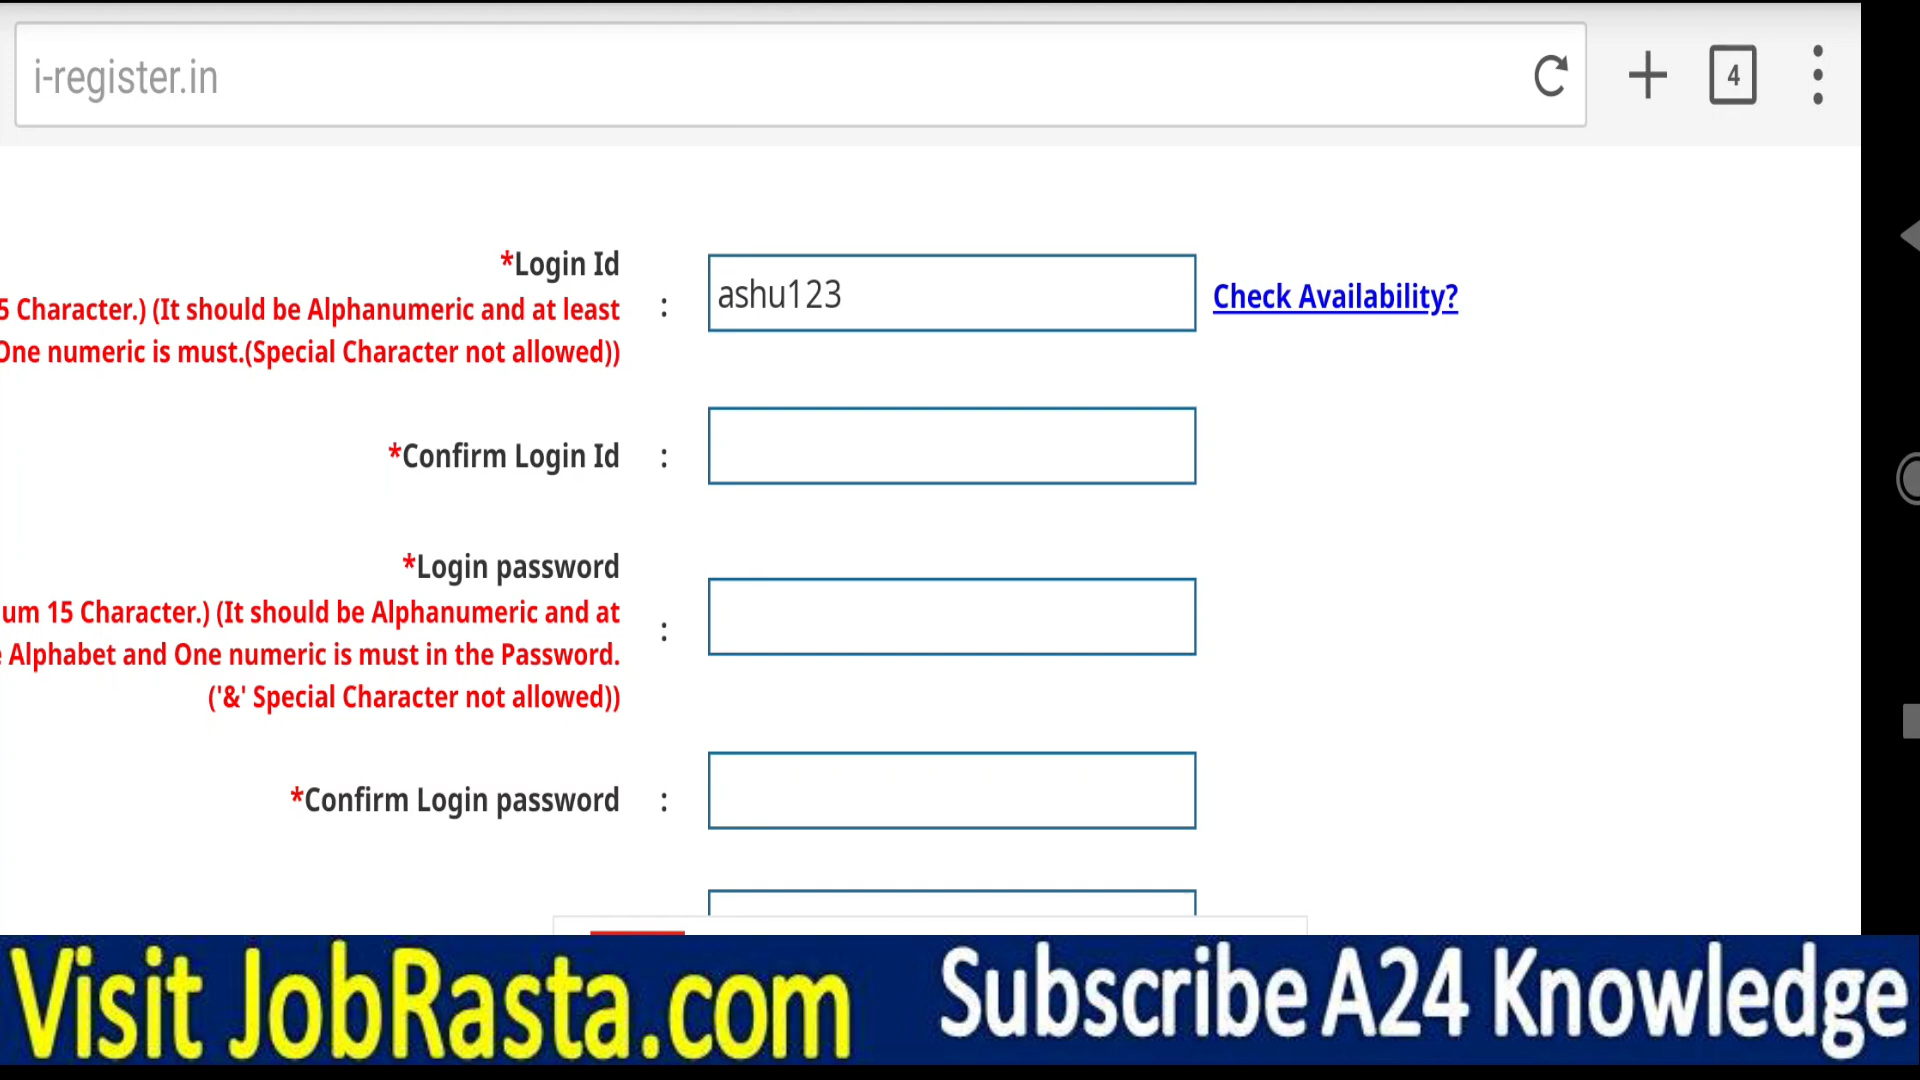 i-register.in
4
*Login Id
5 Character.) (It should be Alphanumeric and at least
One numeric is must.(Special Character not allowed))
:
ashu123
Check Availability?
*Confirm Login Id :
*Login password
um 15 Character.) (It should be Alphanumeric and at
Alphabet and One numeric is must in the Password.
('&' Special Character not allowed))
:
*Confirm Login password :
Visit JobRasta.com Subscribe A24 Knowledge